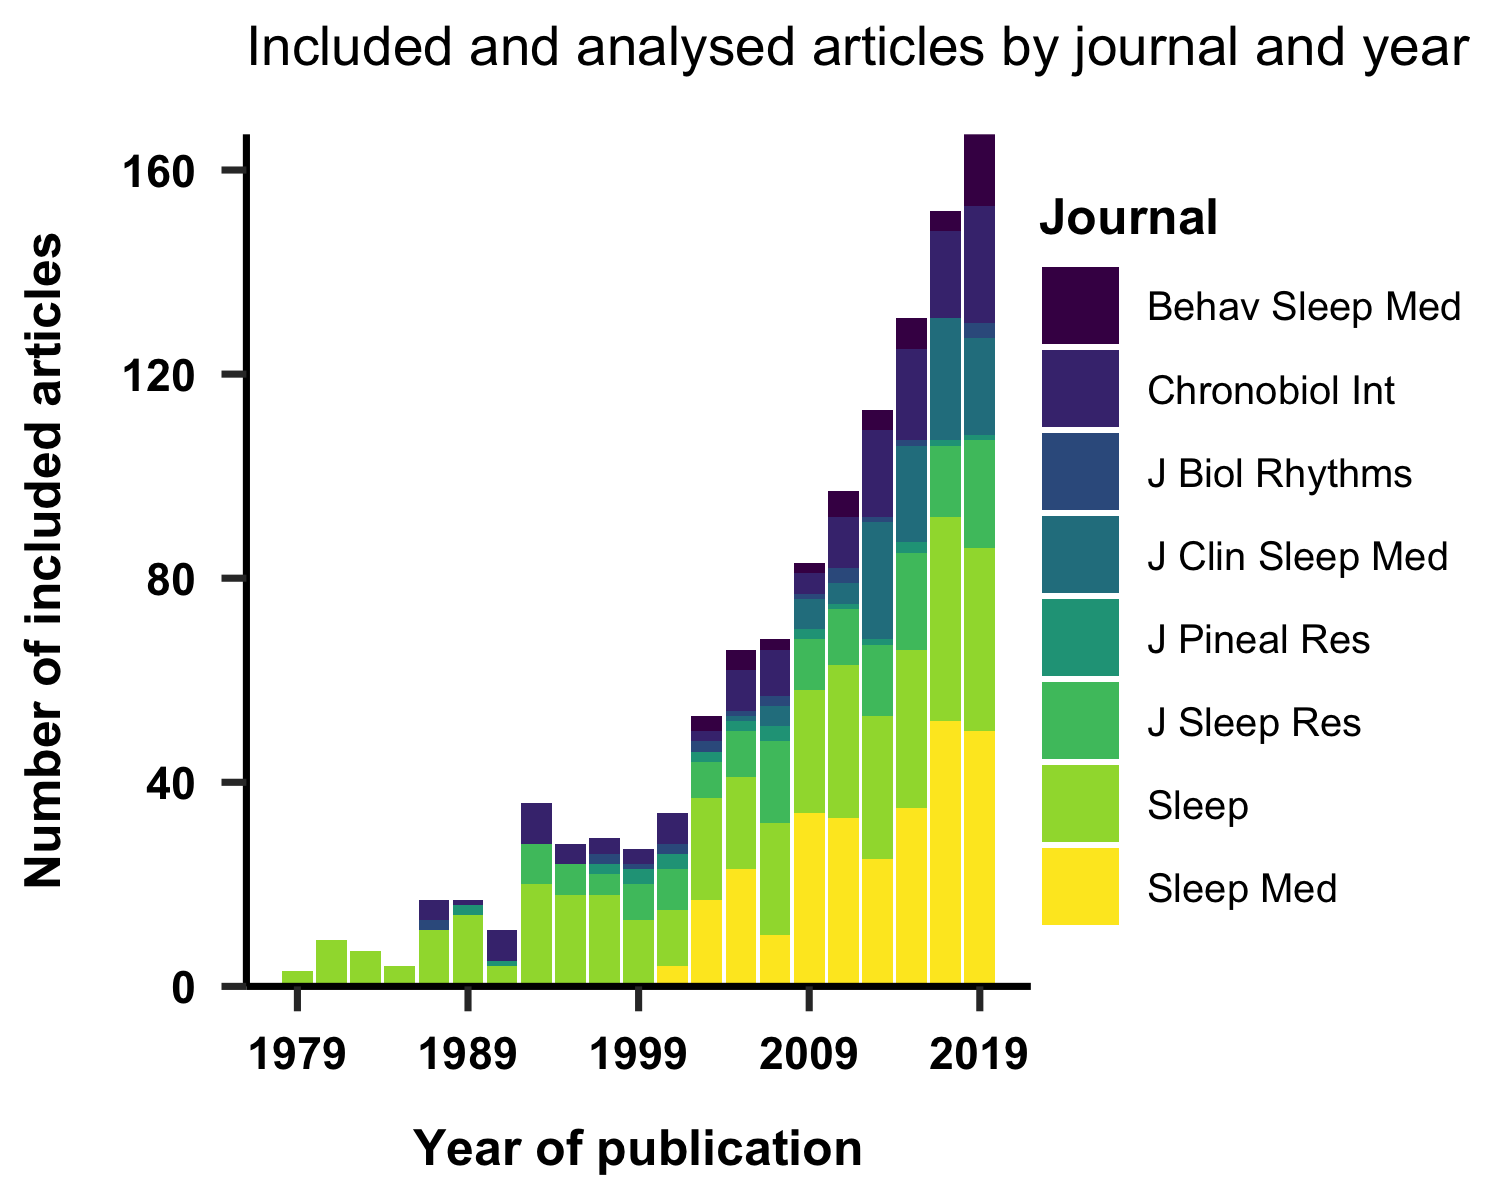 Included and analysed articles by journal and year
Number of included articles
160
120
80
40
0
1979 1989 1999 2009 2019
Year of publication
Journal
Behav Sleep Med
Chronobiol Int
J Biol Rhythms
J Clin Sleep Med
J Pineal Res
J Sleep Res
Sleep
Sleep Med